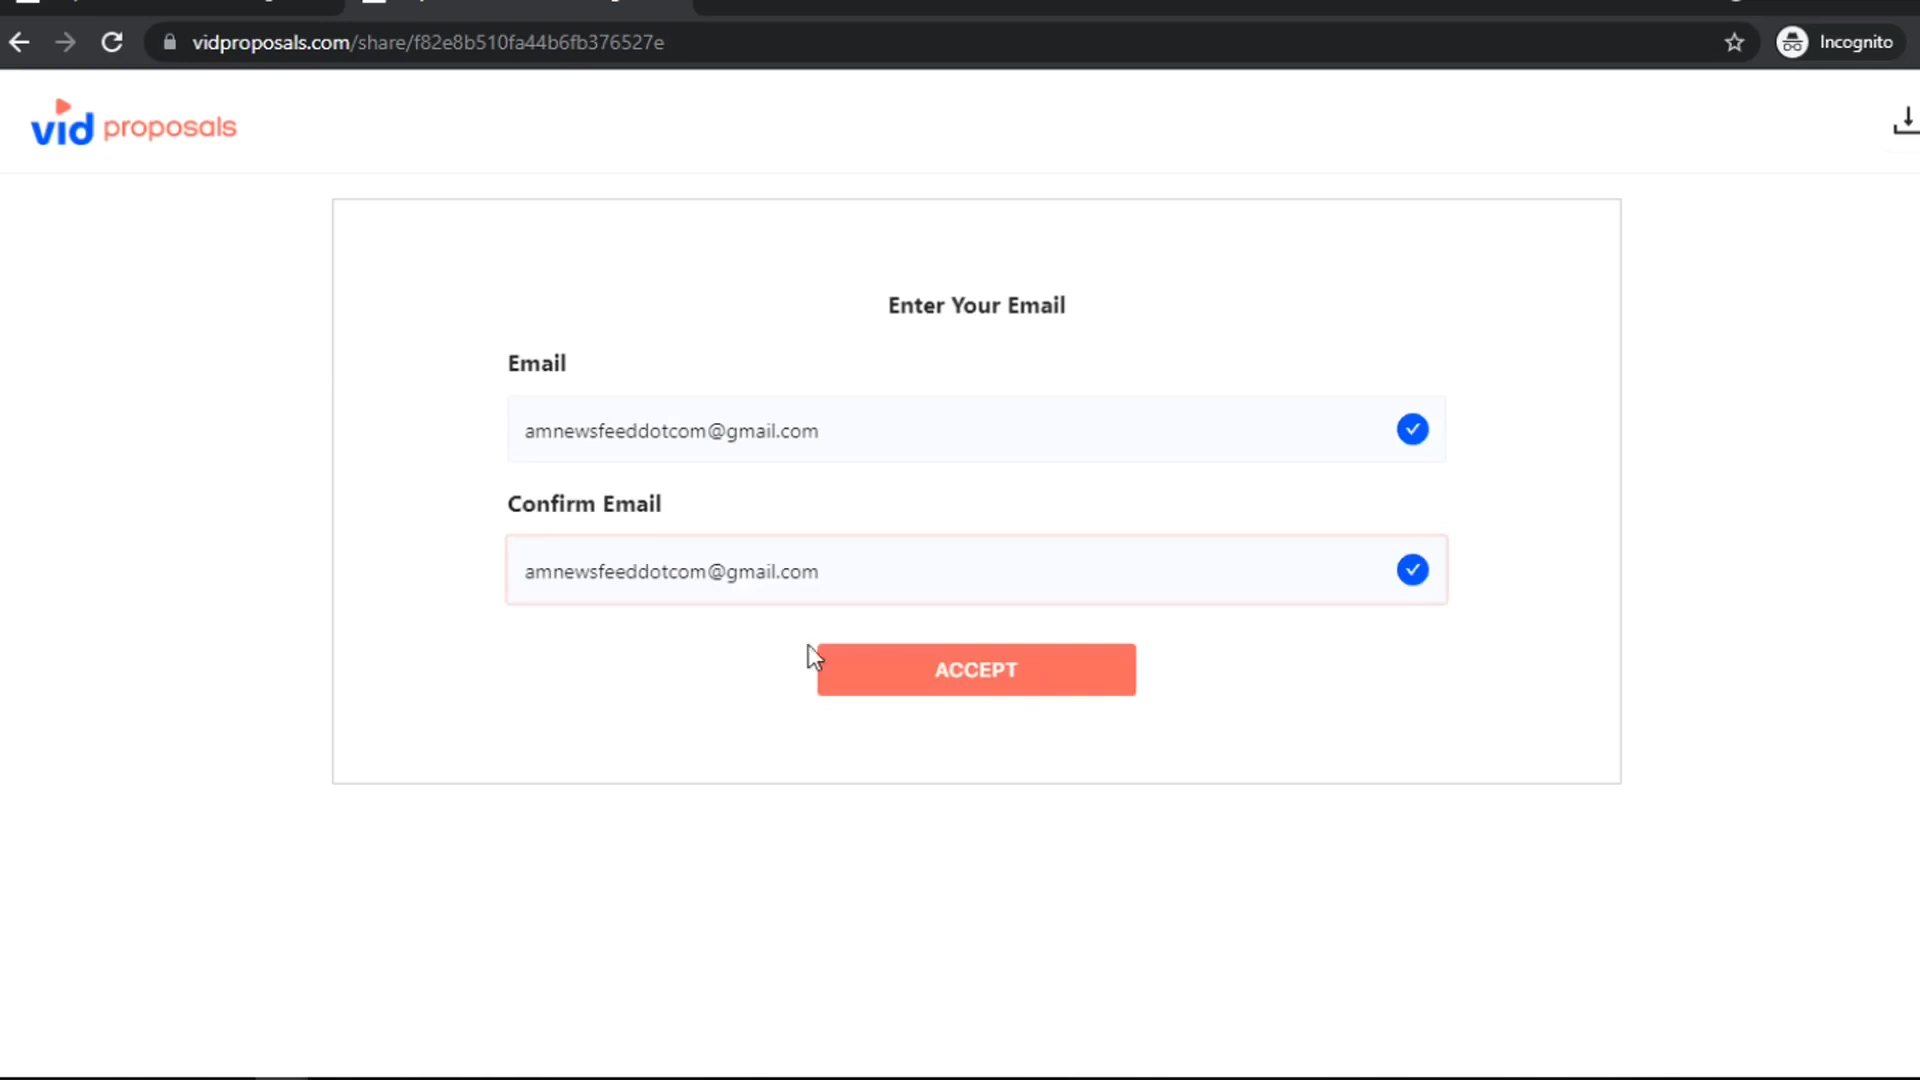 vidproposals.com/share/f82e8b510fa44b6fb376527e
Incognito
vid proposals
Enter Your Email
Email
amnewsfeeddotcom@gmail.com
Confirm Email
amnewsfeeddotcom@gmail.com
ACCEPT